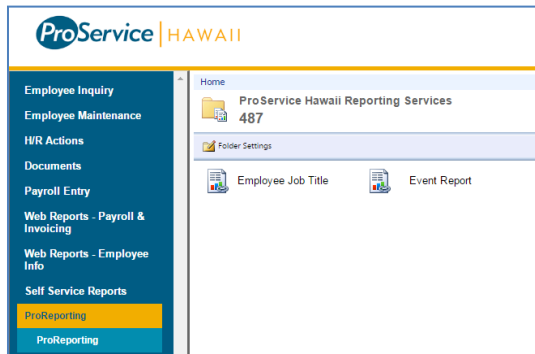 ProService HAWAII
Employee Inquiry
Employee Maintenance
H/R Actions
Documents
Payroll Entry
Web Reports - Payroll &
Invoicing
Web Reports - Employee
Info
Self Service Reports
ProReporting
ProReporting
Home
ProService Hawaii Reporting Services
487
Folder Settings
Employee Job Title
Event Report